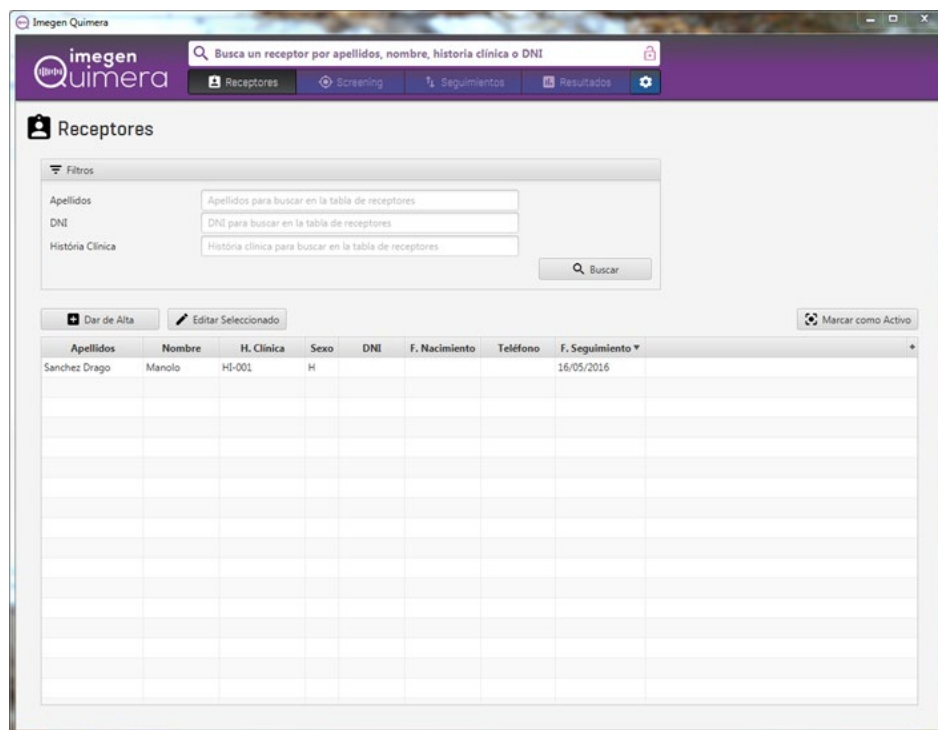 Imegen Quimera
imegen
Quimera
Busca un receptor por apellidos, nombre, historia clínica o DNI
Receptores
Screening
Seguimientos
Resultados
Receptores
Filtros
Apellidos
Apellidos para buscar en la tabla de receptores
DNI
DNI para buscar en la tabla de receptores
História Clínica
História clínica para buscar en la tabla de receptores
Buscar
Dar de Alta
Editar Seleccionado
Marcar como Activo
Apellidos Nombre H. Clínica Sexo DNI F. Nacimiento Teléfono F. Seguimiento
Sanchez Drago Manolo HI-001 H 16/05/2016